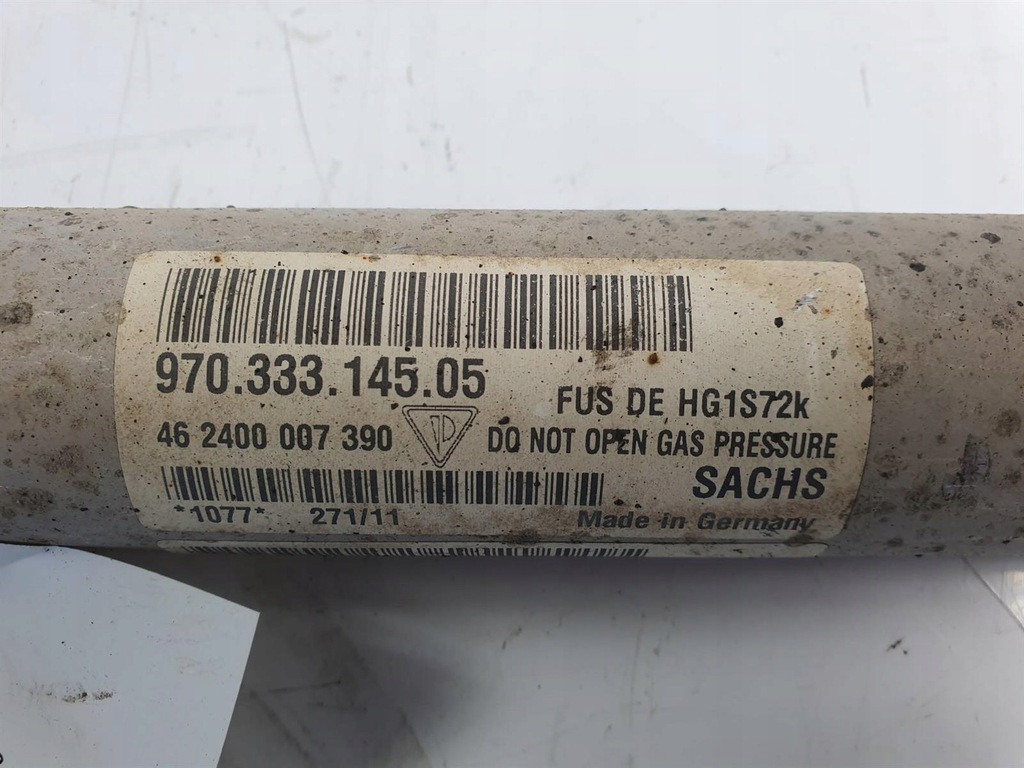 970.333.145.05
FUS DE HG1S72k
46 2400 007 390
DO NOT OPEN GAS PRESSURE
SACHS
*1077* 271/11
Made in Germany